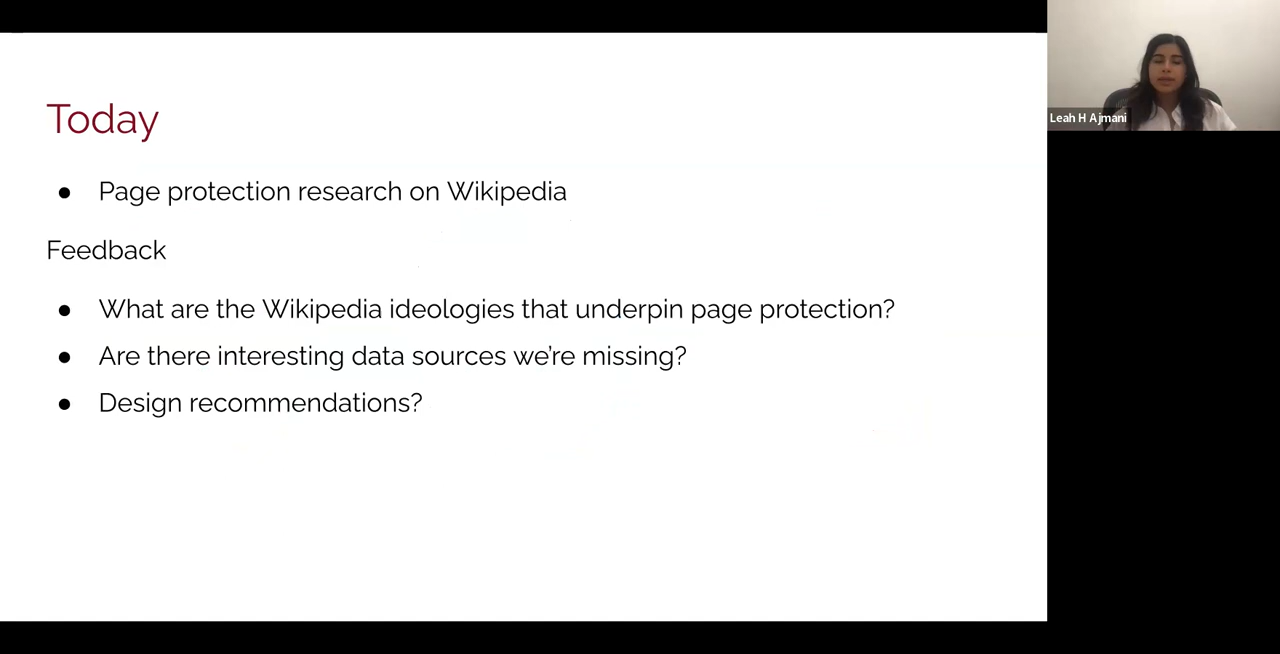 Today
● Page protection research on Wikipedia
Feedback
● What are the Wikipedia ideologies that underpin page protection?
● Are there interesting data sources we're missing?
● Design recommendations?
Leah H Ajmani